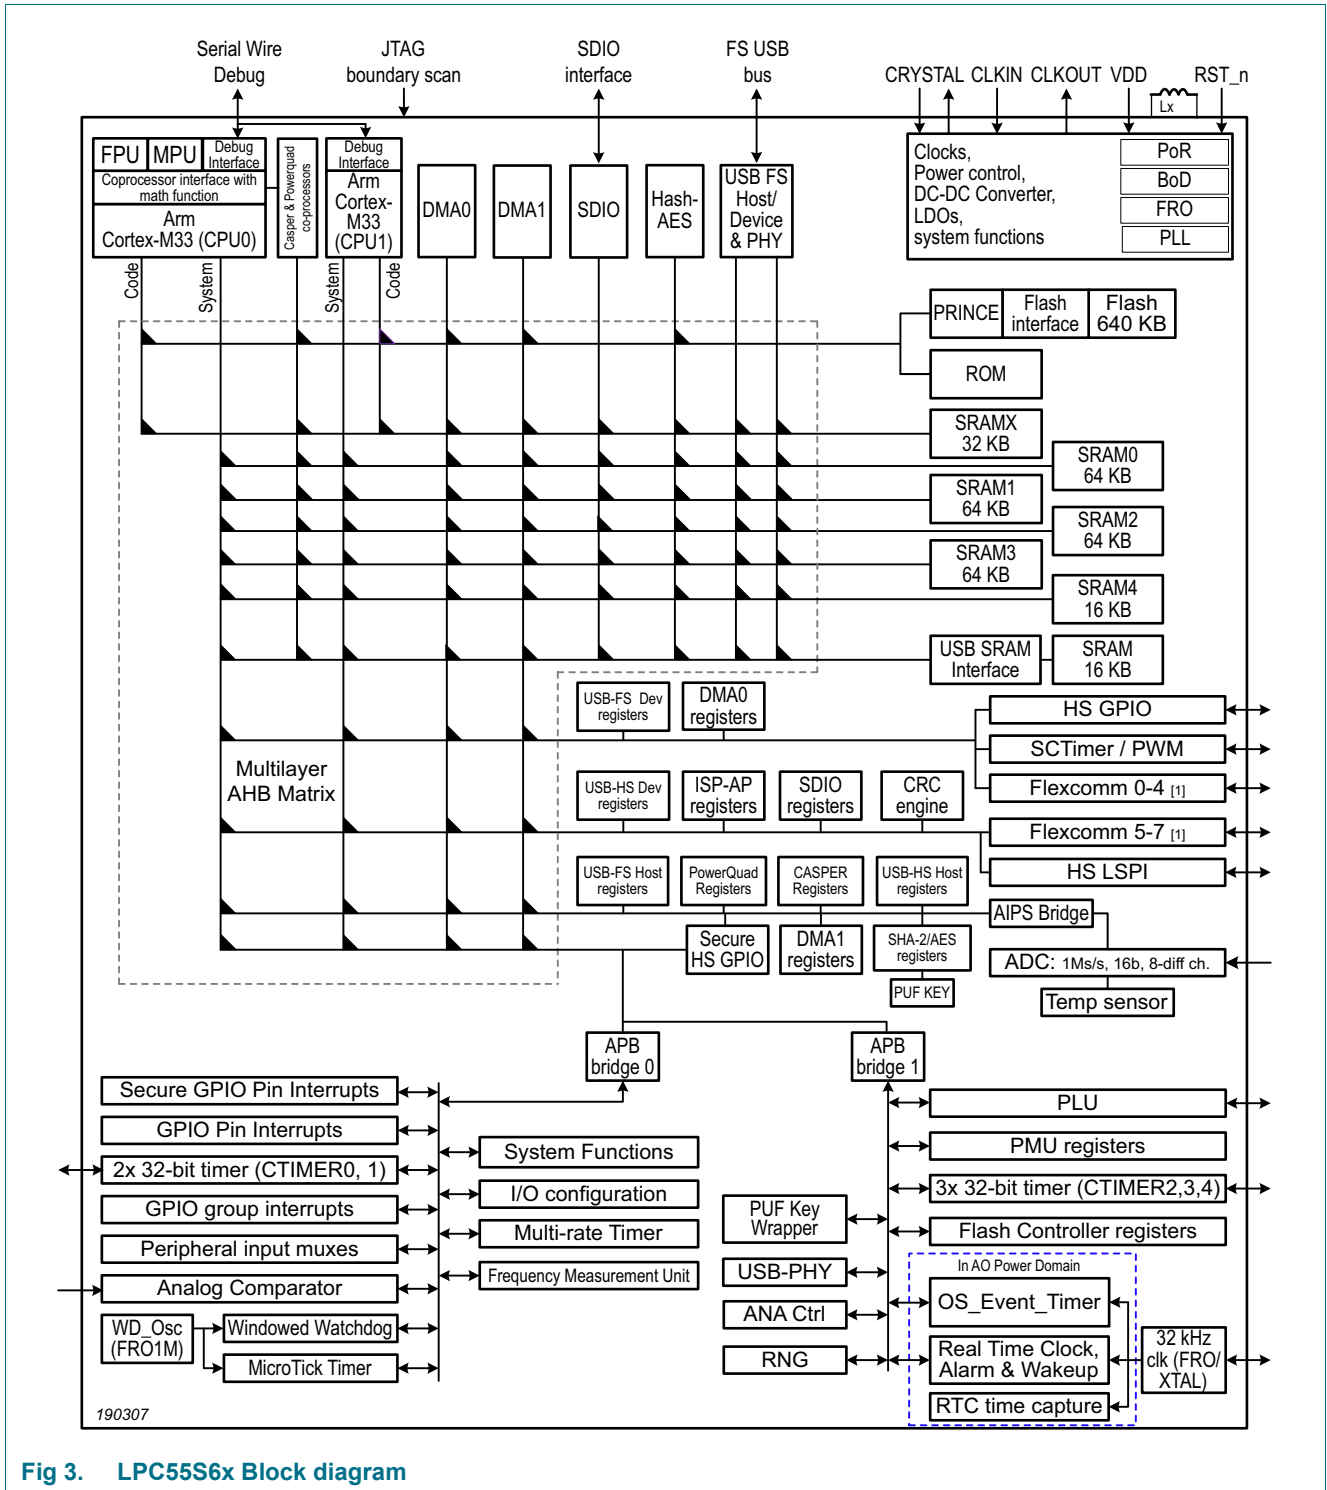 Serial Wire
Debug
JTAG
boundary scan
SDIO
interface
FS USB
bus
CRYSTAL CLKIN CLKOUT VDD
Lx
RST_n
FPU
MPU
Debug
Interface
Coprocessor interface with
math function
Arm
Cortex-M33 (CPU0)
Casper & Powerquad
co-processors
Debug
Interface
Arm
Cortex-
M33
(CPU1)
DMA0
DMA1
SDIO
Hash-
AES
USB FS
Host/
Device
& PHY
Clocks,
Power control,
DC-DC Converter,
LDOs,
system functions
PoR
BoD
FRO
PLL
Code
System
System
Code
PRINCE
Flash
interface
Flash
640 KB
ROM
SRAMX
32 KB
SRAM0
64 KB
SRAM1
64 KB
SRAM2
64 KB
SRAM3
64 KB
SRAM4
16 KB
USB SRAM
Interface
SRAM
16 KB
Multilayer
AHB Matrix
USB-FS Dev
registers
DMA0
registers
HS GPIO
SCTimer / PWM
Flexcomm 0-4 [1]
USB-HS Dev
registers
ISP-AP
registers
SDIO
registers
CRC
engine
Flexcomm 5-7 [1]
HS LSPI
USB-FS Host
registers
PowerQuad
Registers
CASPER
Registers
USB-HS Host
registers
AIPS Bridge
Secure
HS GPIO
DMA1
registers
SHA-2/AES
registers
PUF KEY
ADC: 1Ms/s, 16b, 8-diff ch.
Temp sensor
APB
bridge 0
APB
bridge 1
Secure GPIO Pin Interrupts
GPIO Pin Interrupts
2x 32-bit timer (CTIMER0, 1)
GPIO group interrupts
Peripheral input muxes
Analog Comparator
WD_Osc
(FRO1M)
Windowed Watchdog
MicroTick Timer
System Functions
I/O configuration
Multi-rate Timer
Frequency Measurement Unit
PUF Key
Wrapper
USB-PHY
ANA Ctrl
RNG
PLU
PMU registers
3x 32-bit timer (CTIMER2,3,4)
Flash Controller registers
In AO Power Domain
OS_Event_Timer
Real Time Clock,
Alarm & Wakeup
RTC time capture
32 kHz
clk (FRO/
XTAL)
190307
Fig 3. LPC55S6x Block diagram